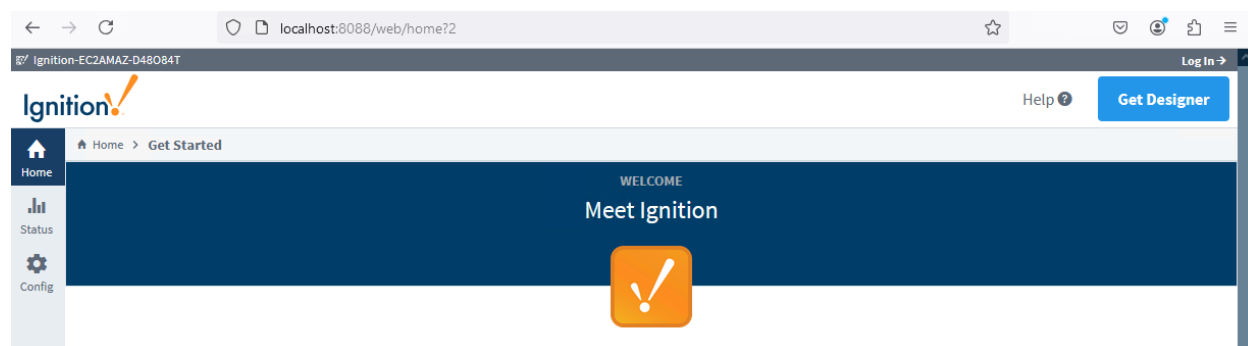 localhost:8088/web/home?2
Ignition-EC2AMAZ-D48O84T
Log In
Ignition
Help ?
Get Designer
Home > Get Started
Home
Status
Config
WELCOME
Meet Ignition